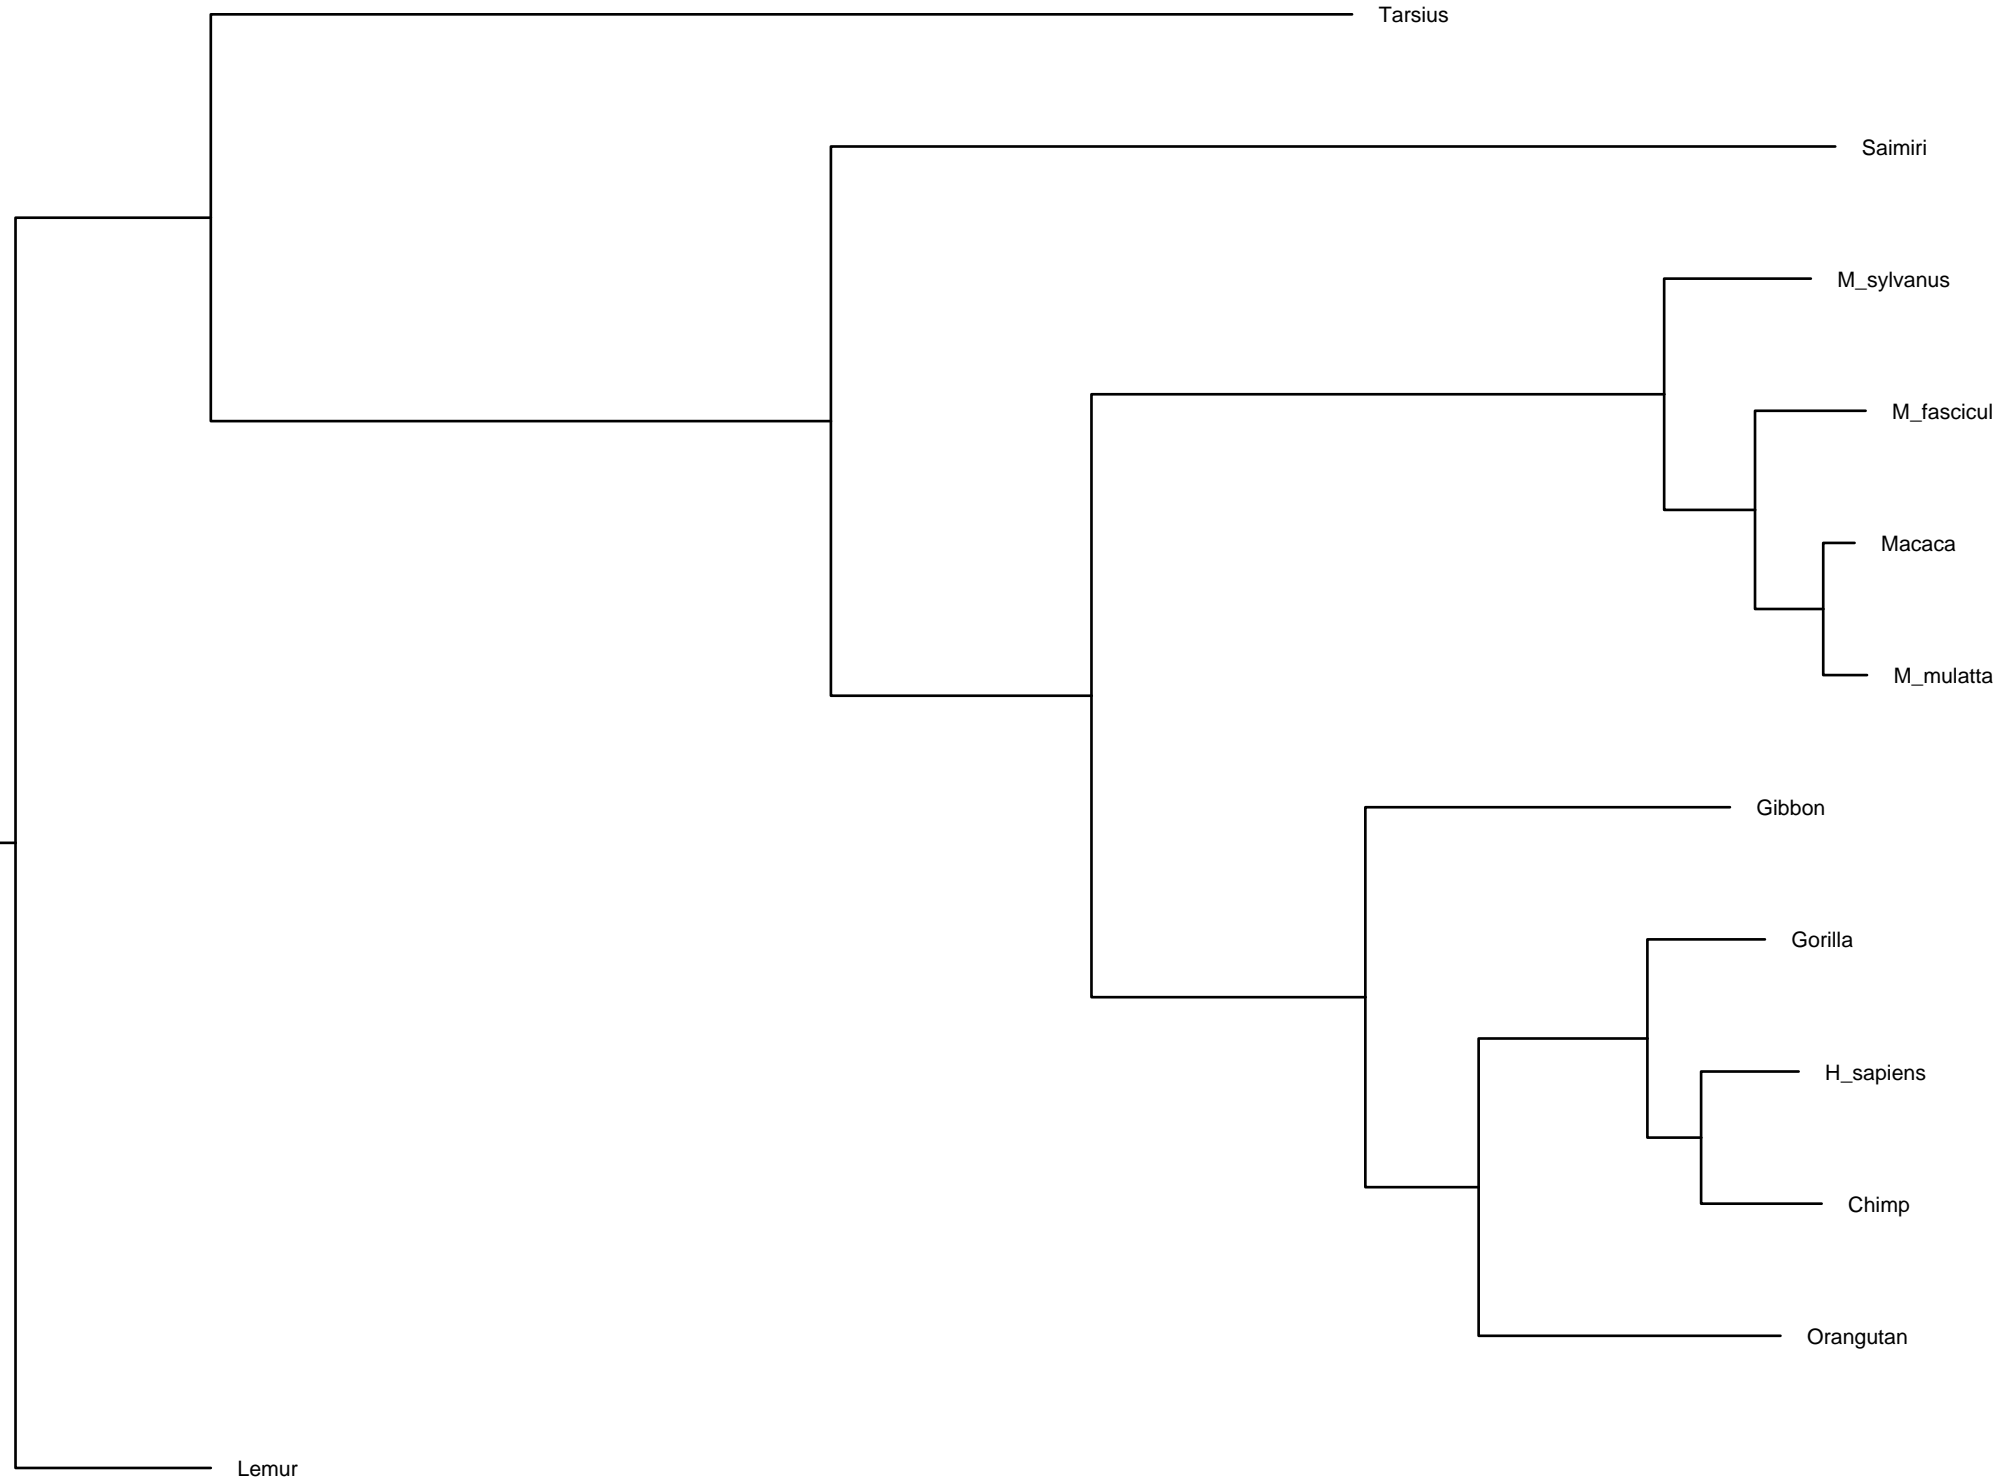 Tarsius
Saimiri
M_sylvanus
M_fascicul
Macaca
M_mulatta
Gibbon
Gorilla
H_sapiens
Chimp
Orangutan
Lemur